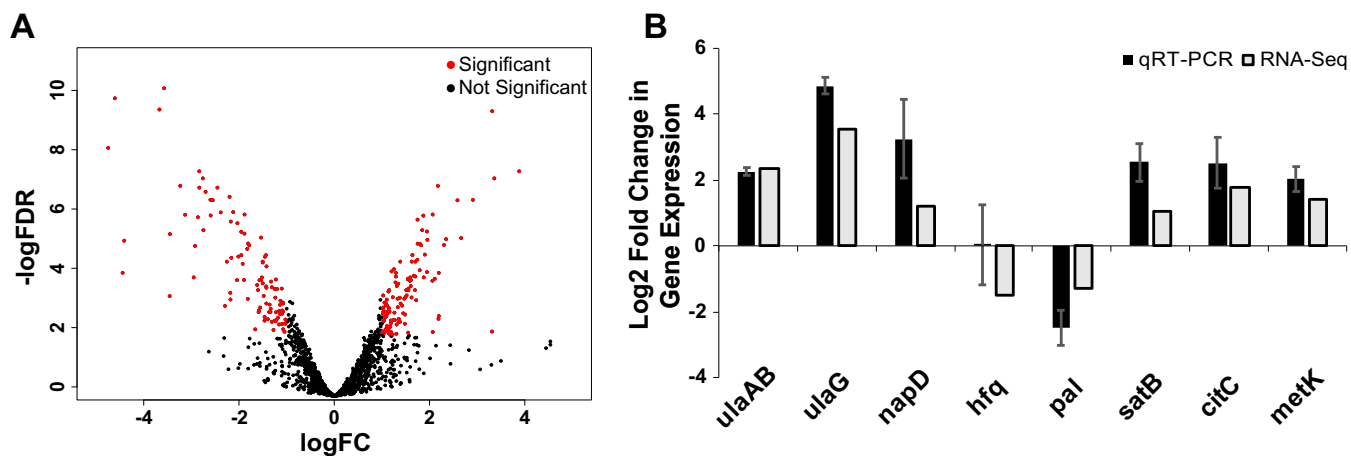 A
Significant
Not Significant
-logFDR
10
8
6
4
2
0
-4
-2
0
2
4
logFC
B
qRT-PCR
RNA-Seq
Log2 Fold Change in
Gene Expression
6
4
2
0
-2
-4
ulaAB
ulaG
napD
hfq
pal
satB
citC
metK